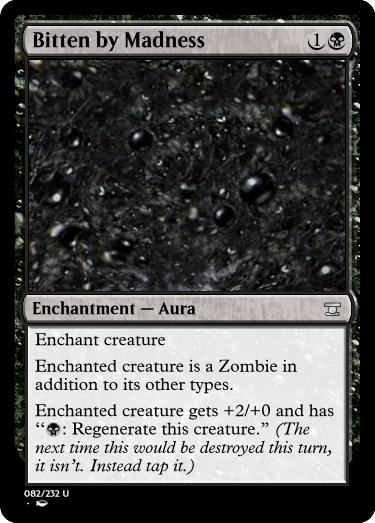 Bitten by Madness 1
Enchantment — Aura
Enchant creature
Enchanted creature is a Zombie in
addition to its other types.
Enchanted creature gets +2/+0 and has
“: Regenerate this creature.” (The
next time this would be destroyed this turn,
it isn't. Instead tap it.)
082/232 U